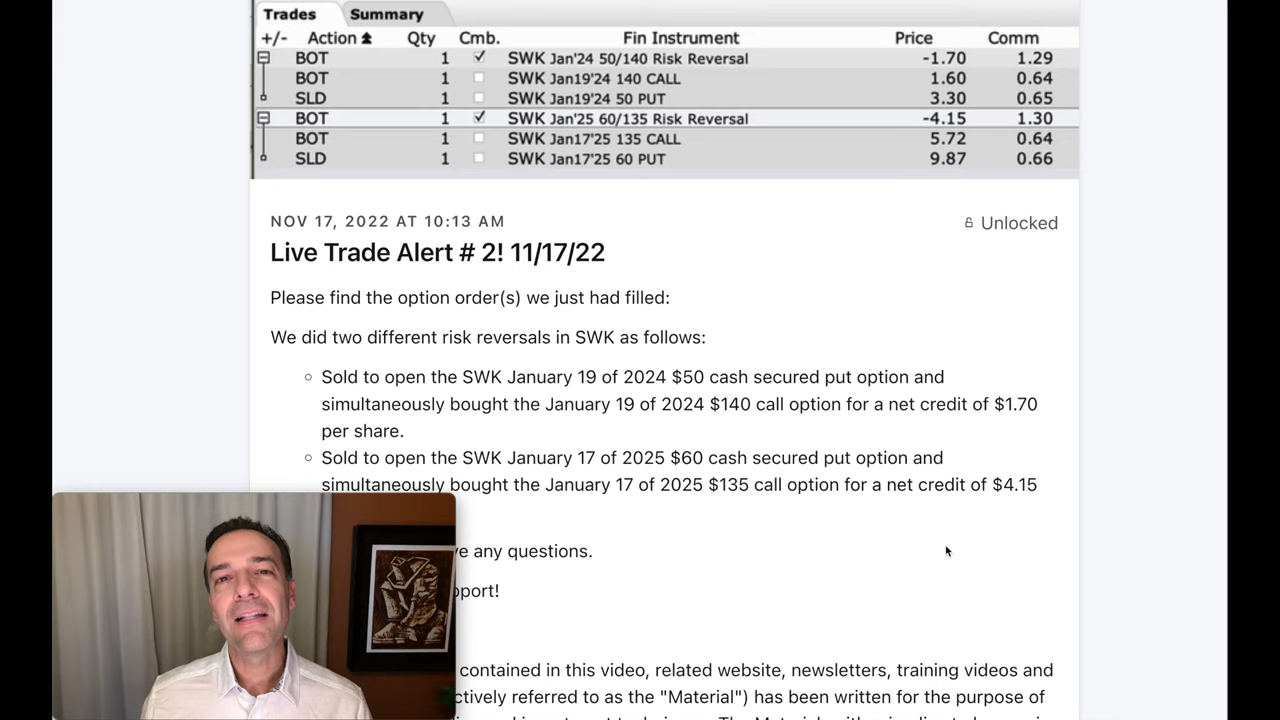 Trades Summary
+/- Action Qty Cmb. Fin Instrument Price Comm
BOT 1 SWK Jan'24 50/140 Risk Reversal -1.70 1.29
BOT 1 SWK Jan19'24 140 CALL 1.60 0.64
SLD 1 SWK Jan19'24 50 PUT 3.30 0.65
BOT 1 SWK Jan'25 60/135 Risk Reversal -4.15 1.30
BOT 1 SWK Jan17'25 135 CALL 5.72 0.64
SLD 1 SWK Jan17'25 60 PUT 9.87 0.66
NOV 17, 2022 AT 10:13 AM Unlocked
Live Trade Alert # 2! 11/17/22
Please find the option order(s) we just had filled:
We did two different risk reversals in SWK as follows:
Sold to open the SWK January 19 of 2024 $50 cash secured put option and
simultaneously bought the January 19 of 2024 $140 call option for a net credit of $1.70
per share.
Sold to open the SWK January 17 of 2025 $60 cash secured put option and
simultaneously bought the January 17 of 2025 $135 call option for a net credit of $4.15
any questions.
contained in this video, related website, newsletters, training videos and
referred to as the "Material") has been written for the purpose of